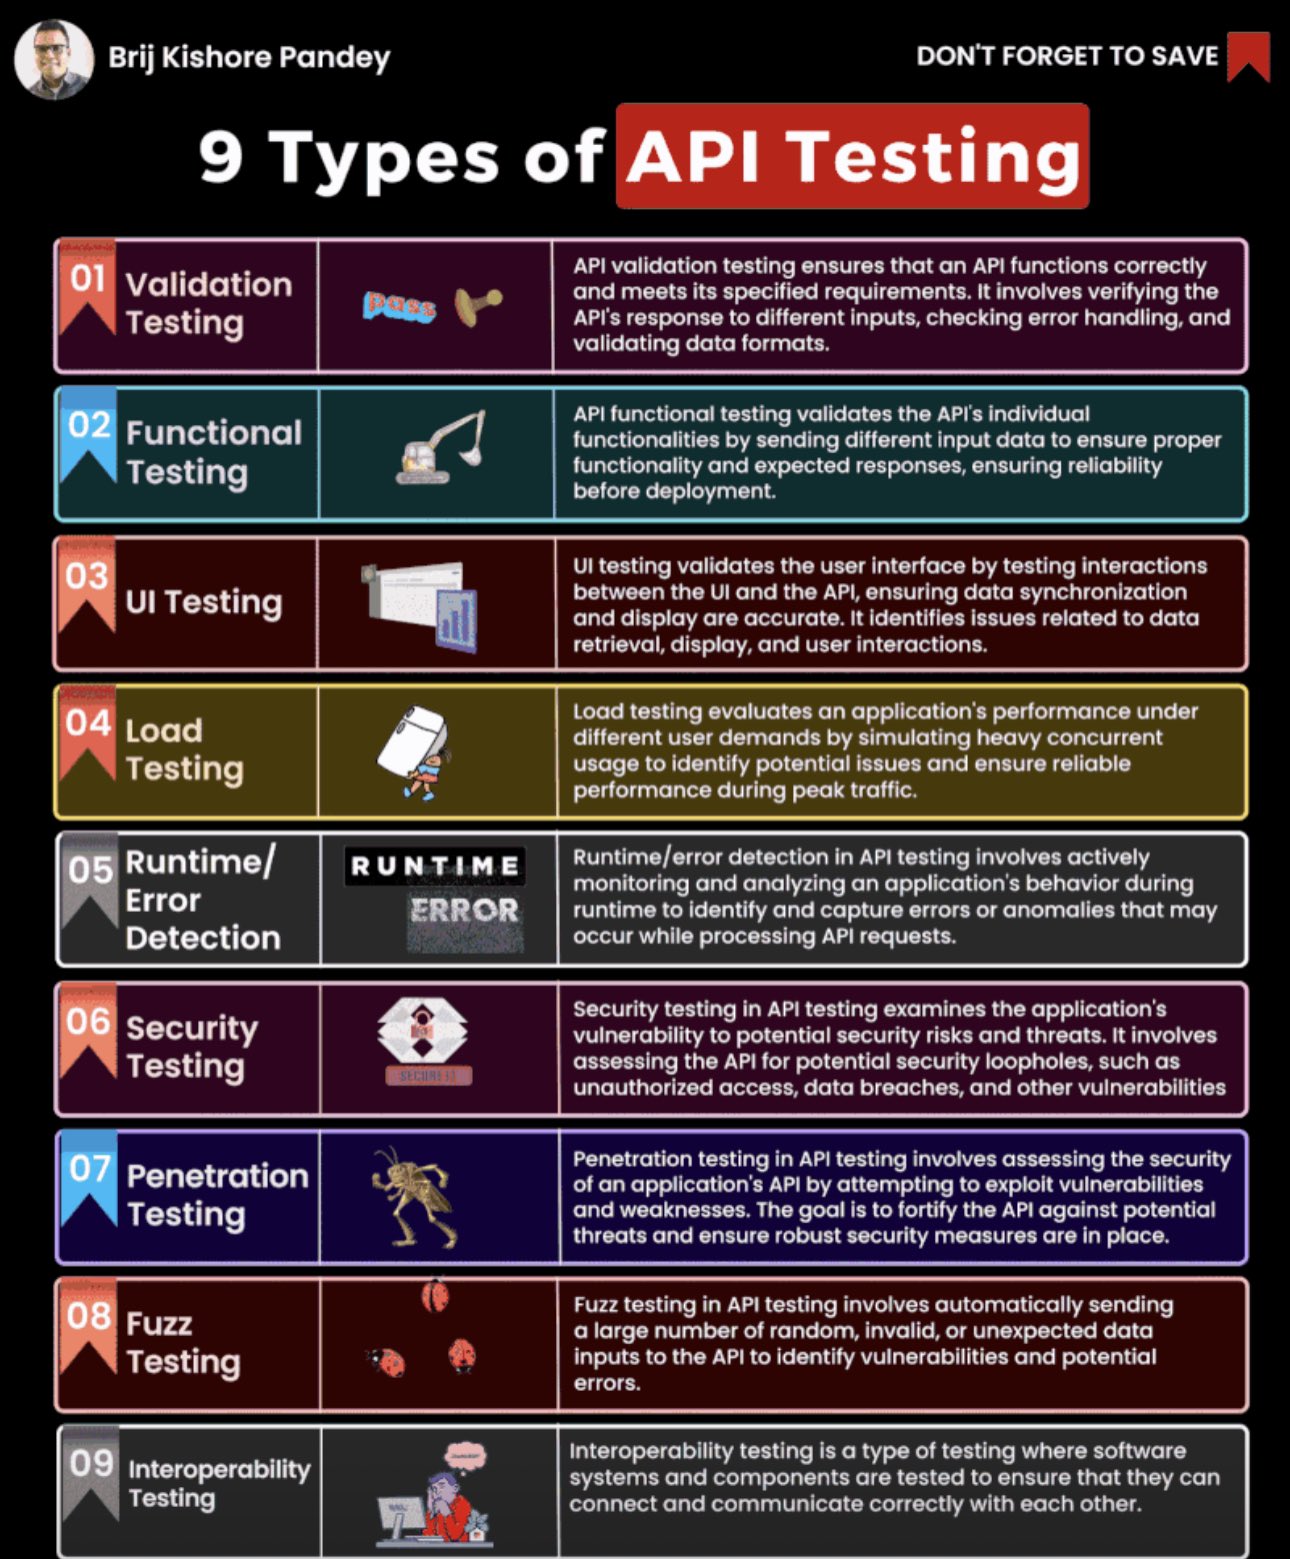 Brij Kishore Pandey
DON'T FORGET TO SAVE
9 Types of API Testing
01
Validation
Testing
pass
API validation testing ensures that an API functions correctly
and meets its specified requirements. It involves verifying the
API's response to different inputs, checking error handling, and
validating data formats.
02
Functional
Testing
API functional testing validates the API's individual
functionalities by sending different input data to ensure proper
functionality and expected responses, ensuring reliability
before deployment.
03
UI Testing
UI testing validates the user interface by testing interactions
between the UI and the API, ensuring data synchronization
and display are accurate. It identifies issues related to data
retrieval, display, and user interactions.
04
Load
Testing
Load testing evaluates an application's performance under
different user demands by simulating heavy concurrent
usage to identify potential issues and ensure reliable
performance during peak traffic.
05
Runtime/
Error
Detection
RUNTIME
ERROR
Runtime/error detection in API testing involves actively
monitoring and analyzing an application's behavior during
runtime to identify and capture errors or anomalies that may
occur while processing API requests.
06
Security
Testing
Security testing in API testing examines the application's
vulnerability to potential security risks and threats. It involves
assessing the API for potential security loopholes, such as
unauthorized access, data breaches, and other vulnerabilities
07
Penetration
Testing
Penetration testing in API testing involves assessing the security
of an application's API by attempting to exploit vulnerabilities
and weaknesses. The goal is to fortify the API against potential
threats and ensure robust security measures are in place.
08
Fuzz
Testing
Fuzz testing in API testing involves automatically sending
a large number of random, invalid, or unexpected data
inputs to the API to identify vulnerabilities and potential
errors.
09
Interoperability
Testing
Interoperability testing is a type of testing where software
systems and components are tested to ensure that they can
connect and communicate correctly with each other.